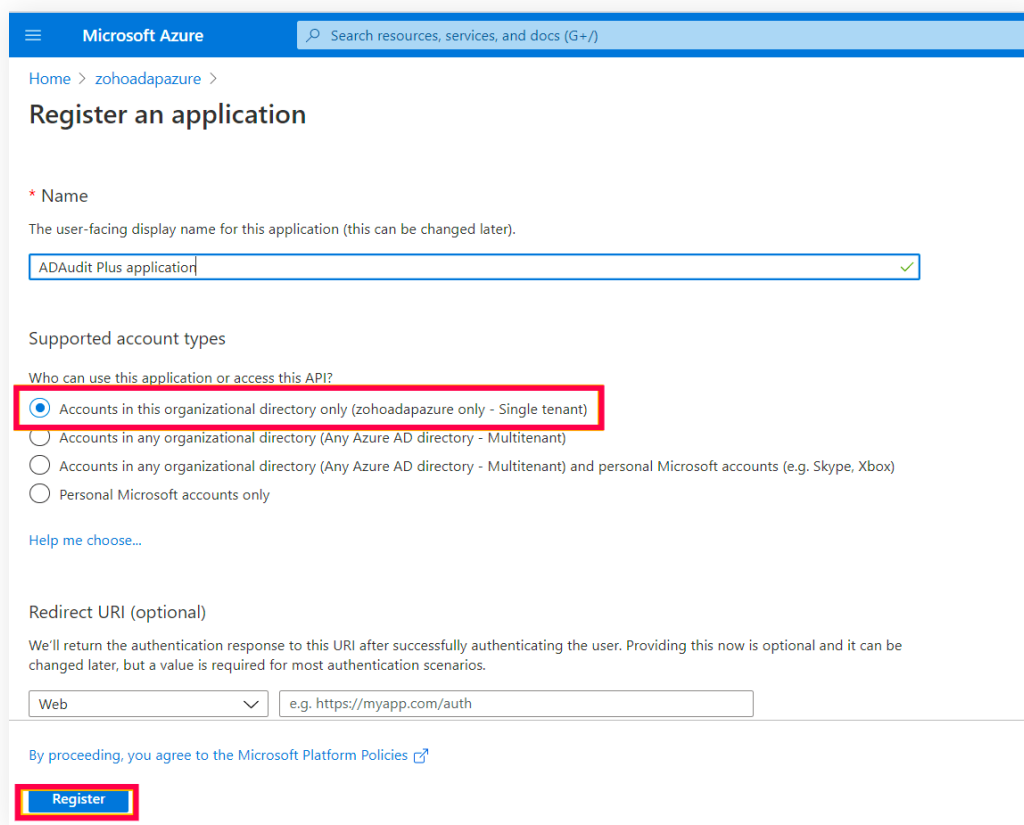 Microsoft Azure
Search resources, services, and docs (G+/)
Home > zohoadapazure >
Register an application
* Name
The user-facing display name for this application (this can be changed later).
ADAudit Plus application
Supported account types
Who can use this application or access this API?
Accounts in this organizational directory only (zohoadapazure only - Single tenant)
Accounts in any organizational directory (Any Azure AD directory - Multitenant)
Accounts in any organizational directory (Any Azure AD directory - Multitenant) and personal Microsoft accounts (e.g. Skype, Xbox)
Personal Microsoft accounts only
Help me choose...
Redirect URI (optional)
We'll return the authentication response to this URI after successfully authenticating the user. Providing this now is optional and it can be
changed later, but a value is required for most authentication scenarios.
Web
e.g. https://myapp.com/auth
By proceeding, you agree to the Microsoft Platform Policies
Register